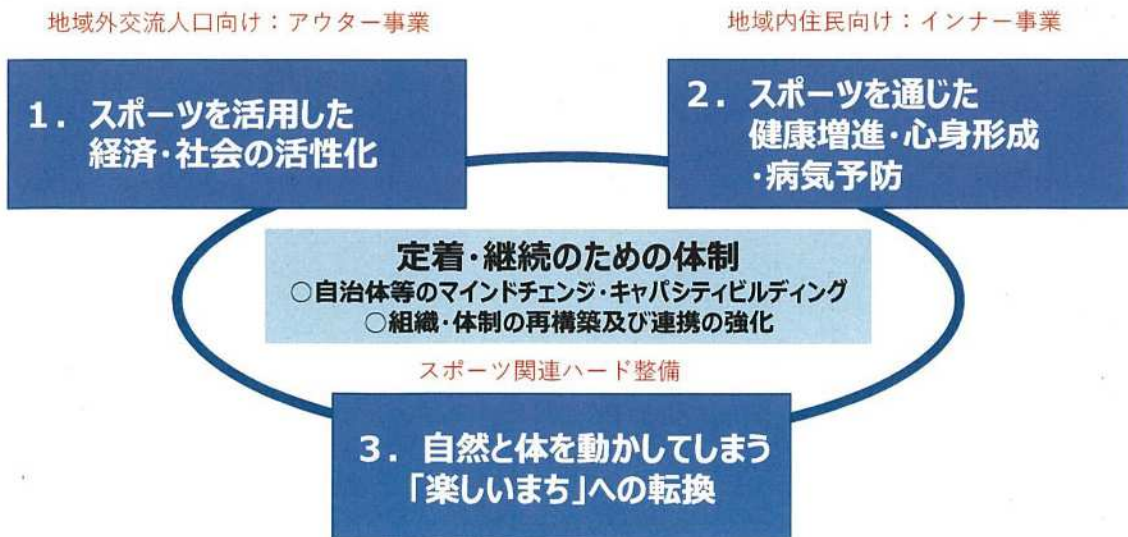 地域外交流人口向け：アウター事業
1．スポーツを活用した
経済・社会の活性化
地域内住民向け：インナー事業
2．スポーツを通じた
健康増進・心身形成
・病気予防
定着・継続のための体制
○自治体等のマインドチェンジ・キャパシティビルディング
○組織・体制の再構築及び連携の強化
スポーツ関連ハード整備
3．自然と体を動かしてしまう
「楽しいまち」への転換